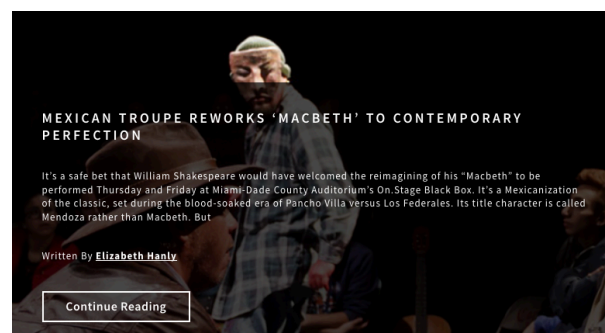 MEXICAN TROUPE REWORKS ‘MACBETH’ TO CONTEMPORARY
PERFECTION
It’s a safe bet that William Shakespeare would have welcomed the reimagining of his “Macbeth” to be
performed Thursday and Friday at Miami-Dade County Auditorium’s On.Stage Black Box. It’s a Mexicanization
of the classic, set during the blood-soaked era of Pancho Villa versus Los Federales. Its title character is called
Mendoza rather than Macbeth. But
Written By Elizabeth Hanly
Continue Reading